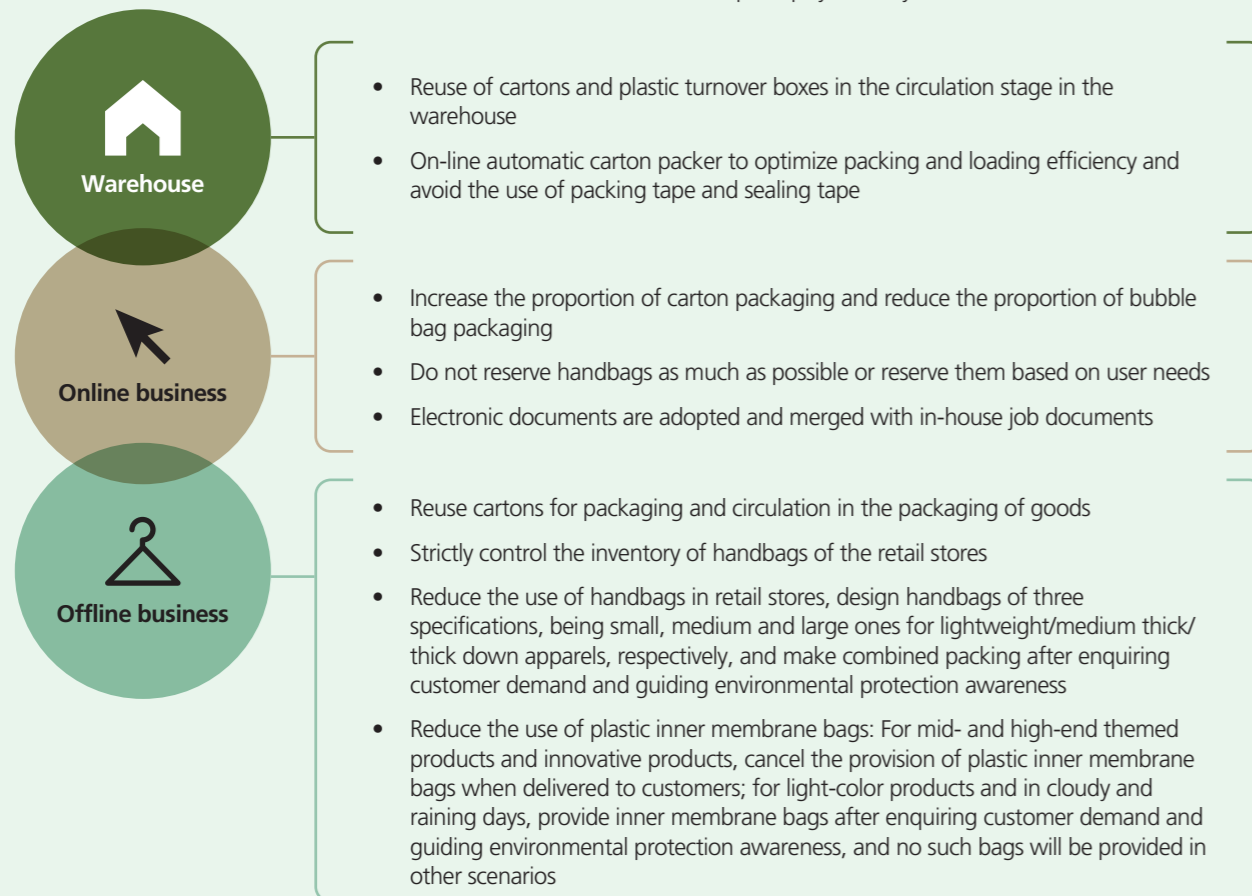 Warehouse
• Reuse of cartons and plastic turnover boxes in the circulation stage in the
warehouse
• On-line automatic carton packer to optimize packing and loading efficiency and
avoid the use of packing tape and sealing tape
Online business
• Increase the proportion of carton packaging and reduce the proportion of bubble
bag packaging
• Do not reserve handbags as much as possible or reserve them based on user needs
• Electronic documents are adopted and merged with in-house job documents
Offline business
• Reuse cartons for packaging and circulation in the packaging of goods
• Strictly control the inventory of handbags of the retail stores
• Reduce the use of handbags in retail stores, design handbags of three
specifications, being small, medium and large ones for lightweight/medium thick/
thick down apparels, respectively, and make combined packing after enquiring
customer demand and guiding environmental protection awareness
• Reduce the use of plastic inner membrane bags: For mid- and high-end themed
products and innovative products, cancel the provision of plastic inner membrane
bags when delivered to customers; for light-color products and in cloudy and
raining days, provide inner membrane bags after enquiring customer demand and
guiding environmental protection awareness, and no such bags will be provided in
other scenarios